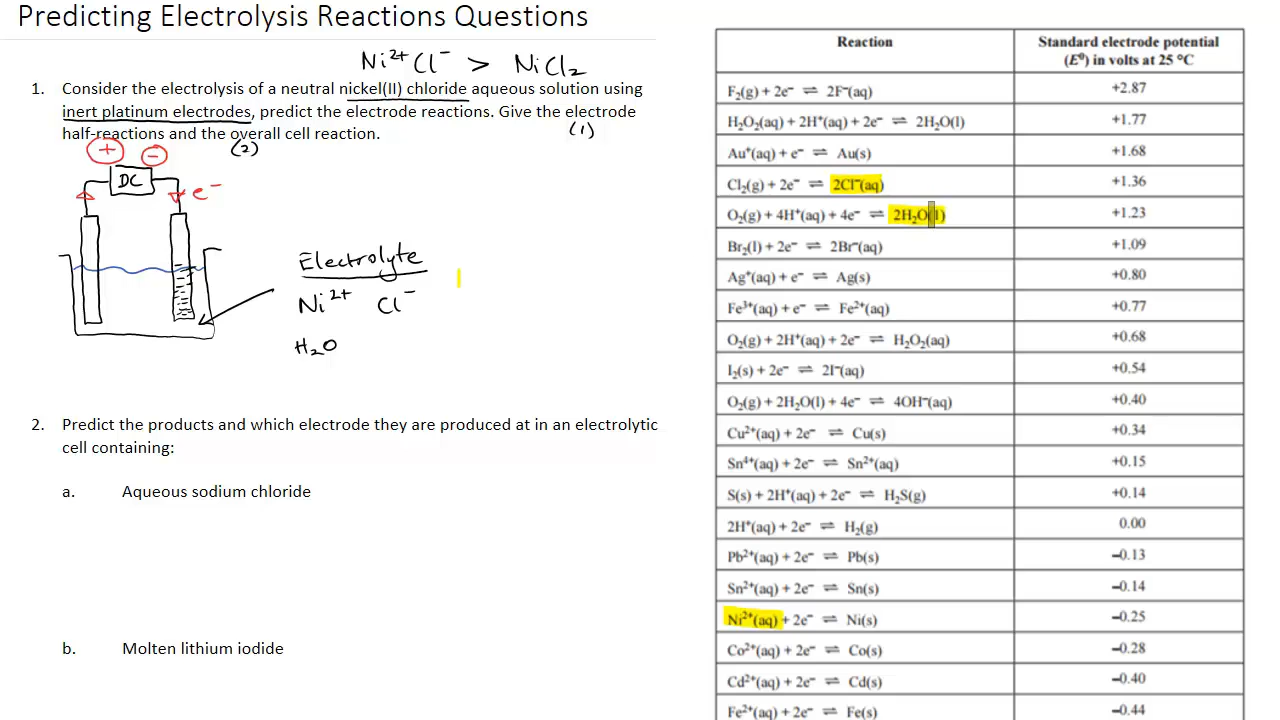 Predicting Electrolysis Reactions Questions
Ni²⁺ Cl⁻ > NiCl₂
1. Consider the electrolysis of a neutral nickel(II) chloride aqueous solution using
inert platinum electrodes, predict the electrode reactions. Give the electrode
half-reactions and the overall cell reaction. (1)
(2)
+ −
DC
e⁻
Electrolyte
Ni²⁺ Cl⁻
H₂O
2. Predict the products and which electrode they are produced at in an electrolytic
cell containing:
a. Aqueous sodium chloride
b. Molten lithium iodide
Reaction Standard electrode potential
(E⁰) in volts at 25 °C
F₂(g) + 2e⁻ ⇌ 2F⁻(aq) +2.87
H₂O₂(aq) + 2H⁺(aq) + 2e⁻ ⇌ 2H₂O(l) +1.77
Au⁺(aq) + e⁻ ⇌ Au(s) +1.68
Cl₂(g) + 2e⁻ ⇌ 2Cl⁻(aq) +1.36
O₂(g) + 4H⁺(aq) + 4e⁻ ⇌ 2H₂O(l) +1.23
Br₂(l) + 2e⁻ ⇌ 2Br⁻(aq) +1.09
Ag⁺(aq) + e⁻ ⇌ Ag(s) +0.80
Fe³⁺(aq) + e⁻ ⇌ Fe²⁺(aq) +0.77
O₂(g) + 2H⁺(aq) + 2e⁻ ⇌ H₂O₂(aq) +0.68
I₂(s) + 2e⁻ ⇌ 2I⁻(aq) +0.54
O₂(g) + 2H₂O(l) + 4e⁻ ⇌ 4OH⁻(aq) +0.40
Cu²⁺(aq) + 2e⁻ ⇌ Cu(s) +0.34
Sn⁴⁺(aq) + 2e⁻ ⇌ Sn²⁺(aq) +0.15
S(s) + 2H⁺(aq) + 2e⁻ ⇌ H₂S(g) +0.14
2H⁺(aq) + 2e⁻ ⇌ H₂(g) 0.00
Pb²⁺(aq) + 2e⁻ ⇌ Pb(s) –0.13
Sn²⁺(aq) + 2e⁻ ⇌ Sn(s) –0.14
Ni²⁺(aq) + 2e⁻ ⇌ Ni(s) –0.25
Co²⁺(aq) + 2e⁻ ⇌ Co(s) –0.28
Cd²⁺(aq) + 2e⁻ ⇌ Cd(s) –0.40
Fe²⁺(aq) + 2e⁻ ⇌ Fe(s) –0.44